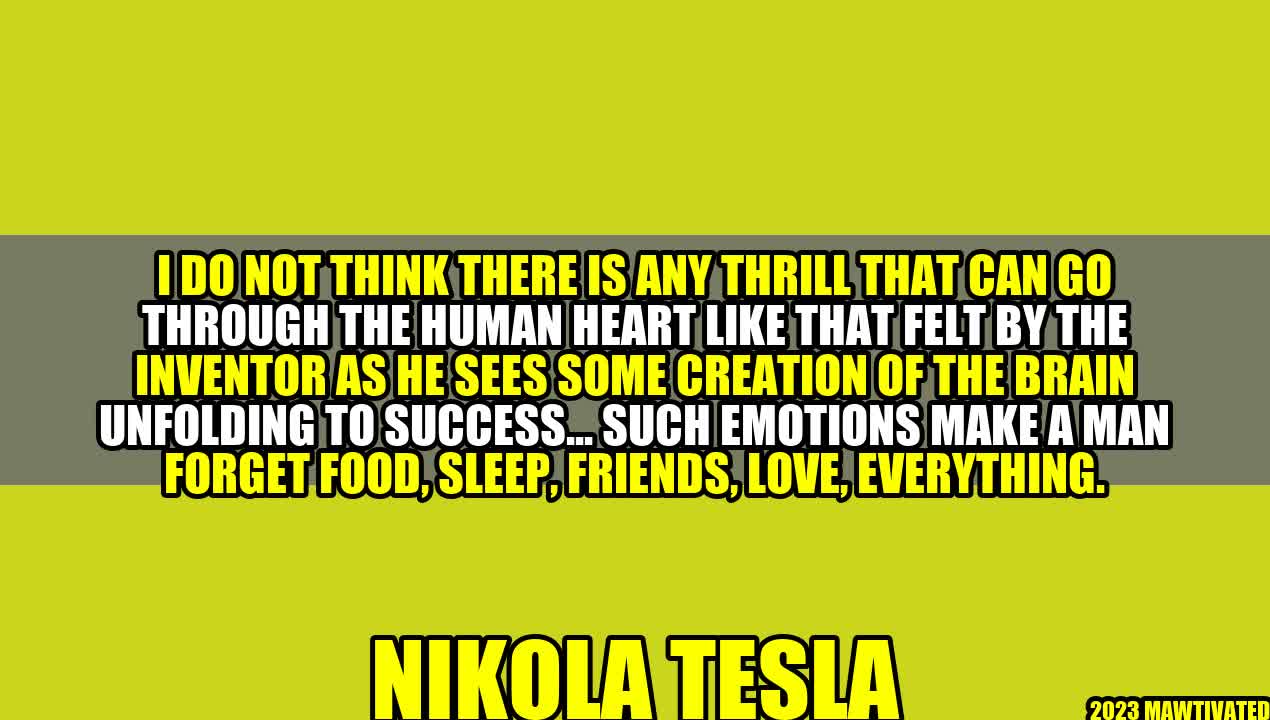 I DO NOT THINK THERE IS ANY THRILL THAT CAN GO
THROUGH THE HUMAN HEART LIKE THAT FELT BY THE
INVENTOR AS HE SEES SOME CREATION OF THE BRAIN
UNFOLDING TO SUCCESS... SUCH EMOTIONS MAKE A MAN
FORGET FOOD, SLEEP, FRIENDS, LOVE, EVERYTHING.
NIKOLA TESLA
2023 MAWTIVATED